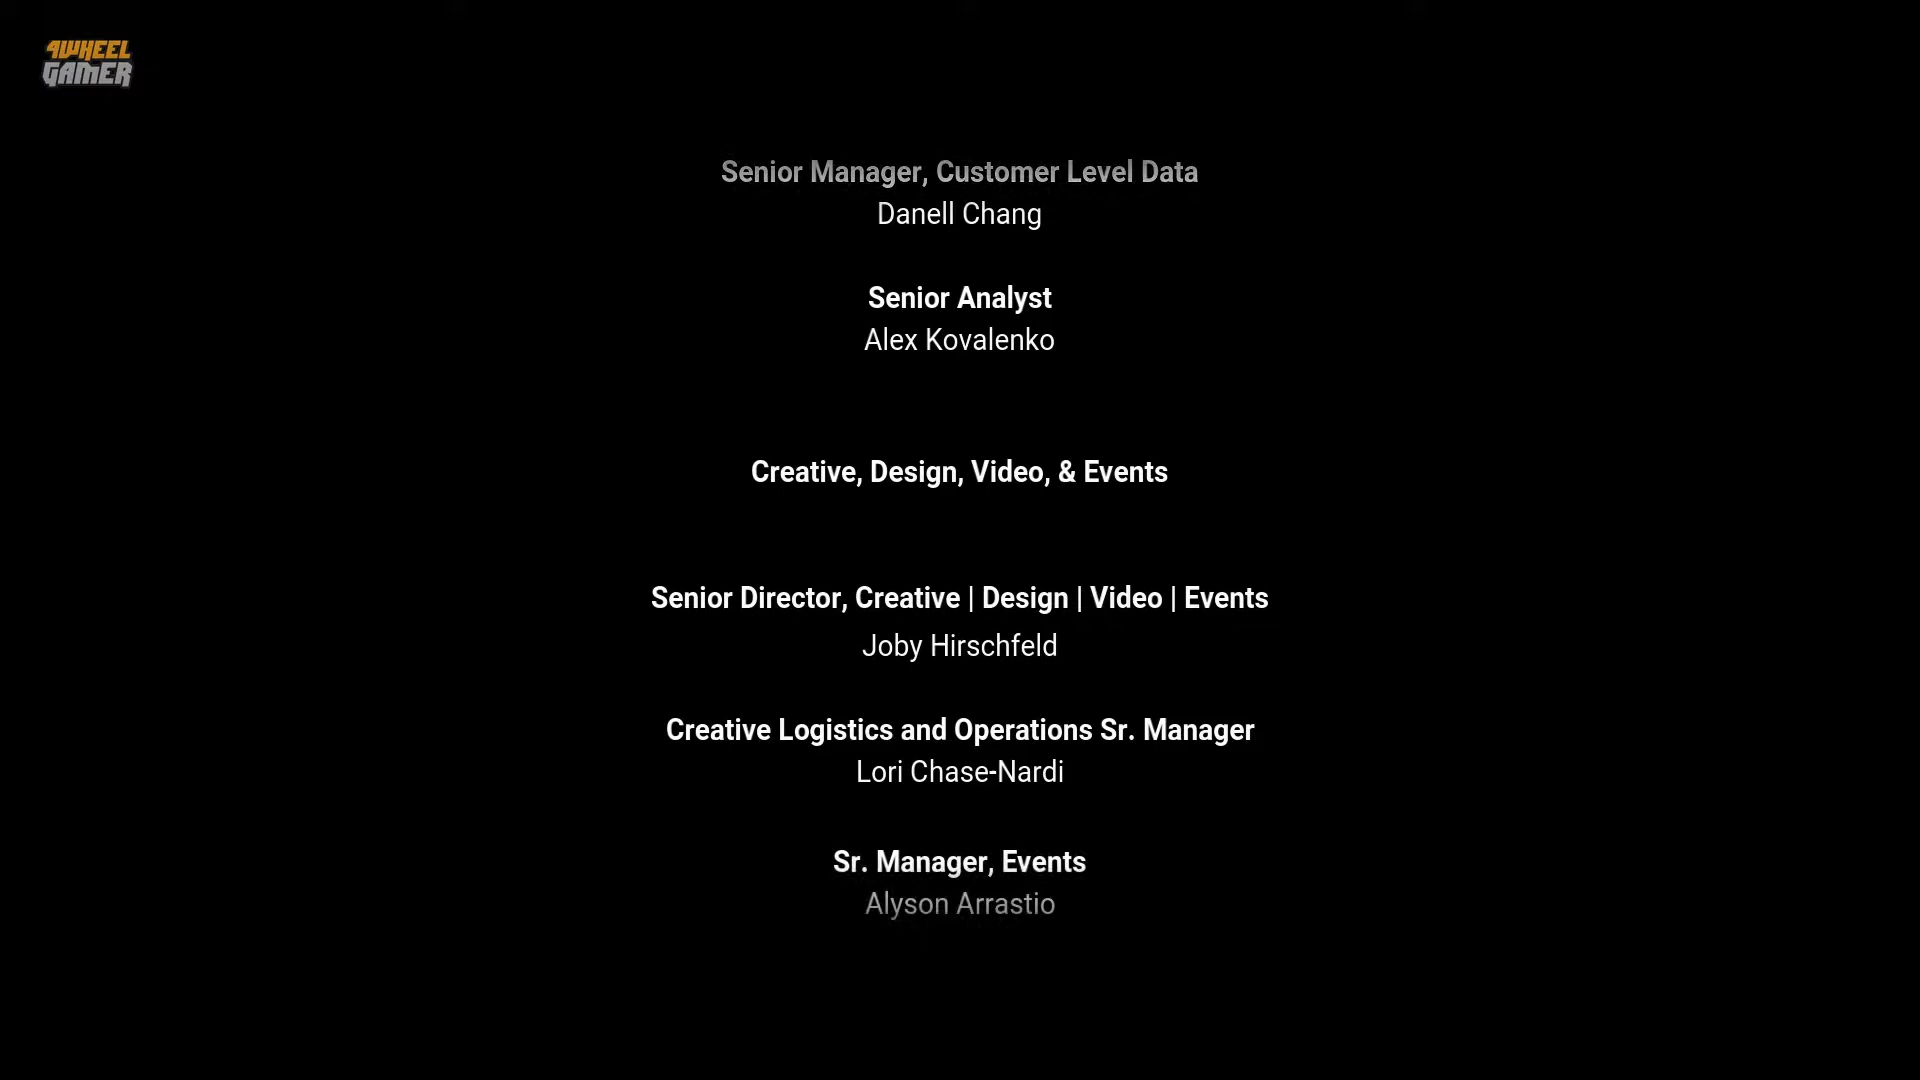 4WHEEL
GAMER
Senior Manager, Customer Level Data
Danell Chang
Senior Analyst
Alex Kovalenko
Creative, Design, Video, & Events
Senior Director, Creative | Design | Video | Events
Joby Hirschfeld
Creative Logistics and Operations Sr. Manager
Lori Chase-Nardi
Sr. Manager, Events
Alyson Arrastio